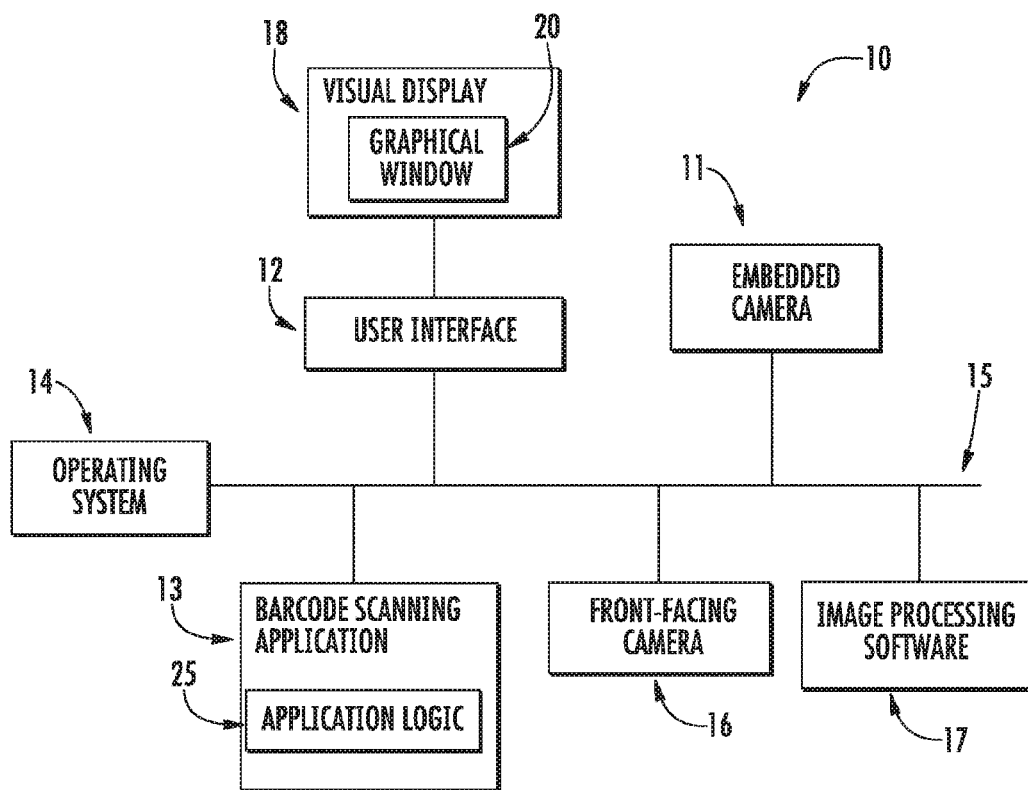 18
20
10
VISUAL DISPLAY
GRAPHICAL
WINDOW
11
12
EMBEDDED
CAMERA
USER INTERFACE
14
15
OPERATING
SYSTEM
13
BARCODE SCANNING
APPLICATION
FRONT-FACING
CAMERA
IMAGE PROCESSING
SOFTWARE
25
APPLICATION LOGIC
16
17